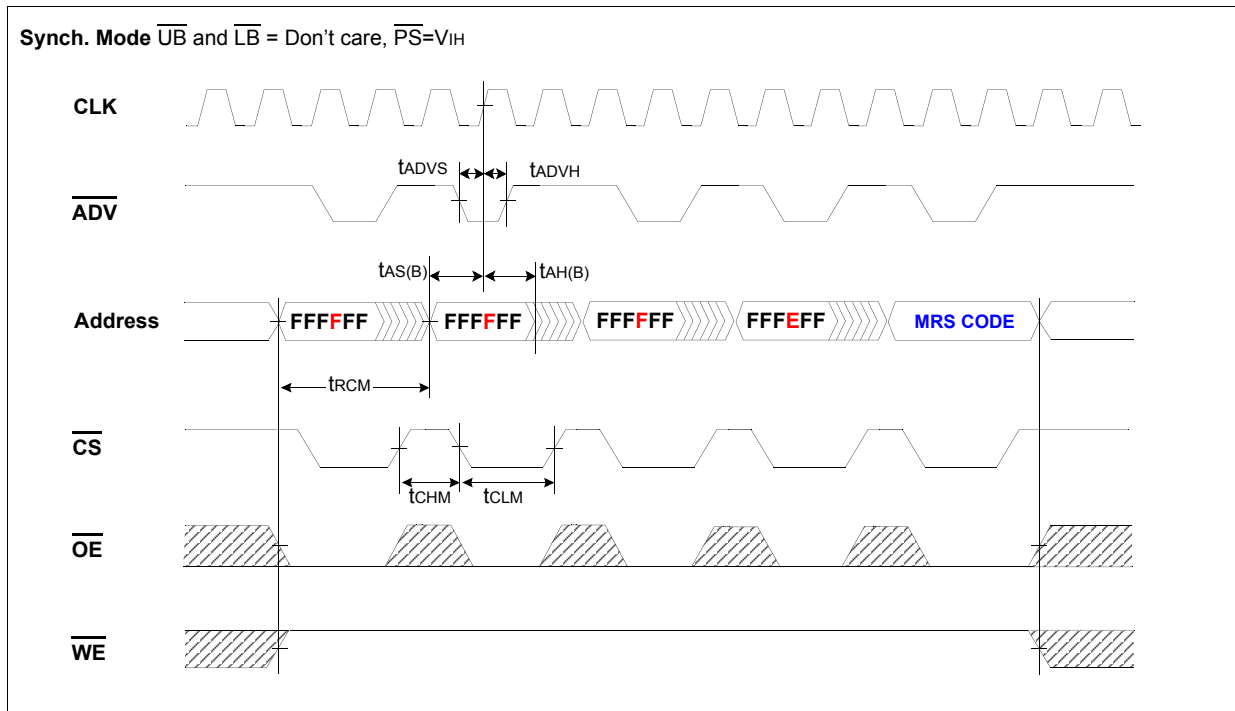 Synch. Mode UB and LB = Don't care, PS=VIH
CLK
tADVS
tADVH
ADV
tAS(B)
tAH(B)
Address
FFFFFF
FFFFFF
FFFFFF
FFFEFF
MRS CODE
tRCM
CS
tCHM
tCLM
OE
WE